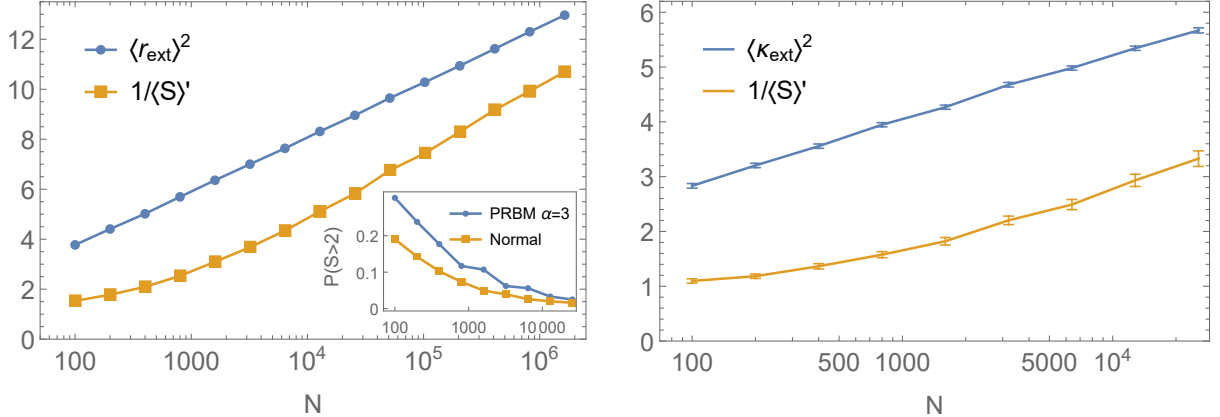 12
10
8
6
4
2
0
⟨r_ext⟩²
1/⟨S⟩'
P(S>2)
0.2
0.1
0
PRBM α=3
Normal
100 1000 10000
100 1000 10⁴ 10⁵ 10⁶
N
6
5
4
3
2
1
0
⟨κ_ext⟩²
1/⟨S⟩'
100 500 1000 5000 10⁴
N